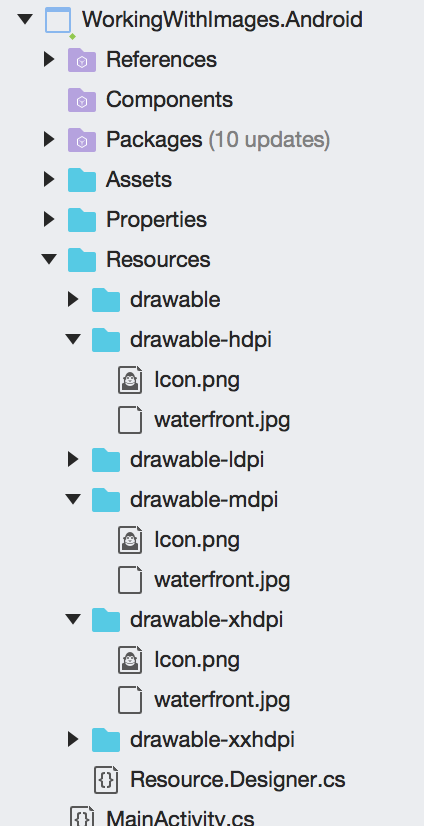 WorkingWithImages.Android
References
Components
Packages (10 updates)
Assets
Properties
Resources
drawable
drawable-hdpi
Icon.png
waterfront.jpg
drawable-ldpi
drawable-mdpi
Icon.png
waterfront.jpg
drawable-xhdpi
Icon.png
waterfront.jpg
drawable-xxhdpi
{} Resource.Designer.cs
{} MainActivity.cs